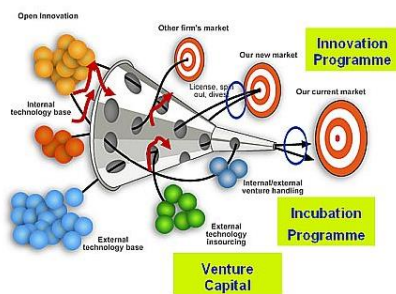 Open Innovation
Other firm's market
Our new market
Innovation
Programme
License, spin
out, divest
Internal
technology base
Our current market
Internal/external
venture handling
Incubation
Programme
External
technology base
External
technology
insourcing
Venture
Capital